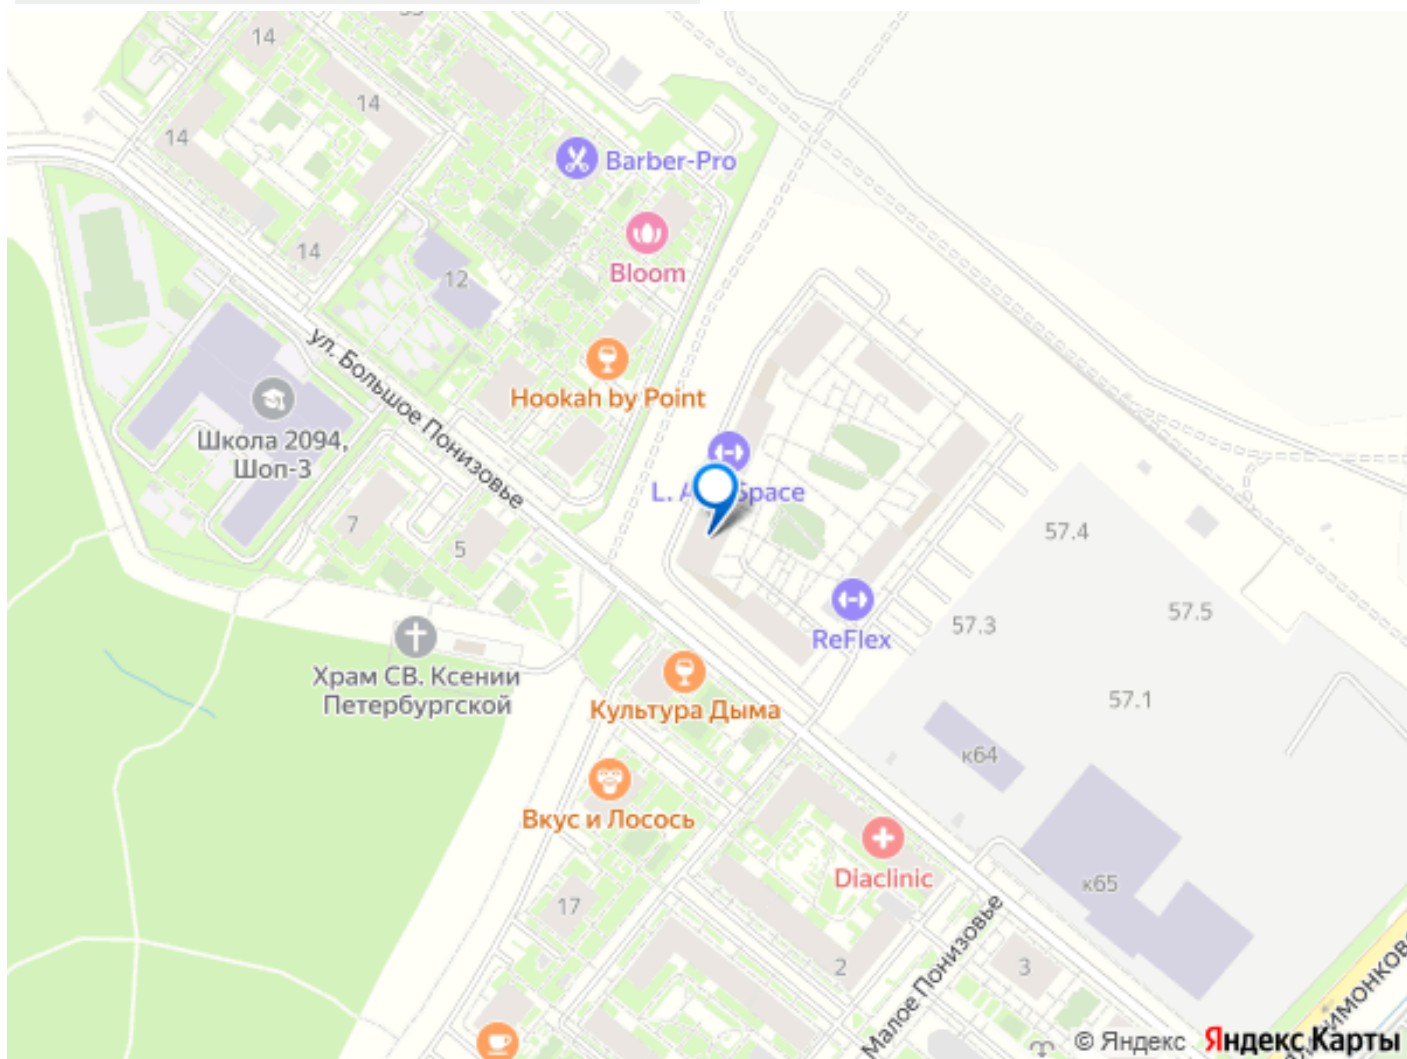 14
14
14
14
Barber-Pro
Bloom
12
Hookah by Point
ул. Большое Понизовье
Школа 2094,
Шоп-3
7
5
L. Space
ReFlex
57.4
57.3
57.5
57.1
Храм СВ. Ксении
Петербургской
Культура Дыма
Вкус и Лосось
Diaclinic
к64
к65
17
2
3
Малое Понизовье
© Яндекс Яндекс Карты